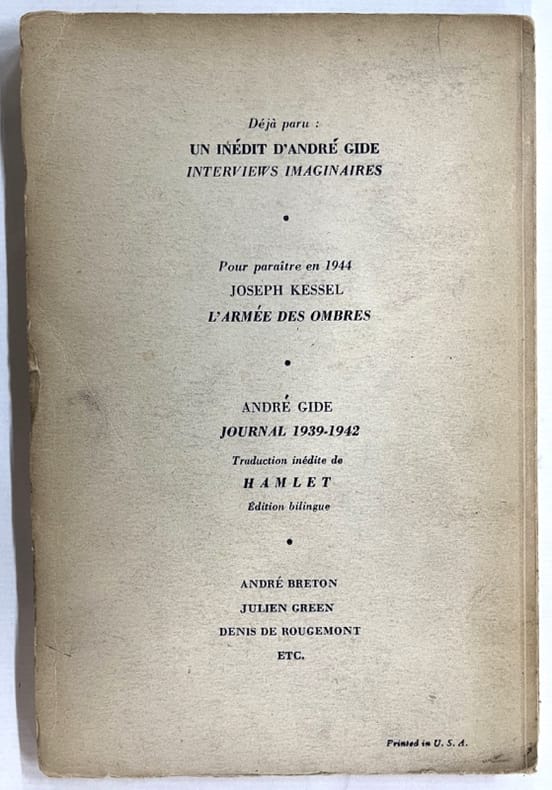 Déjà paru :
UN INÉDIT D'ANDRÉ GIDE
INTERVIEWS IMAGINAIRES
•
Pour paraître en 1944
JOSEPH KESSEL
L'ARMÉE DES OMBRES
•
ANDRÉ GIDE
JOURNAL 1939-1942
Traduction inédite de
HAMLET
Édition bilingue
•
ANDRÉ BRETON
JULIEN GREEN
DENIS DE ROUGEMONT
ETC.
Printed in U. S. A.